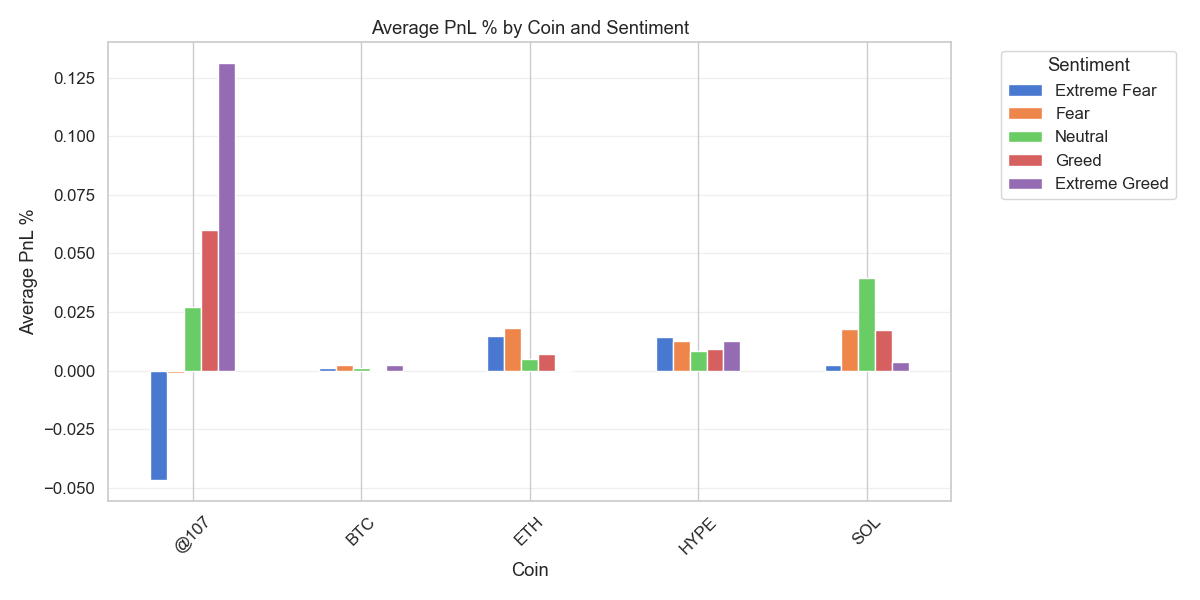 Average PnL % by Coin and Sentiment
Average PnL %
0.125
0.100
0.075
0.050
0.025
0.000
−0.025
−0.050
@107
BTC
ETH
HYPE
SOL
Coin
Sentiment
Extreme Fear
Fear
Neutral
Greed
Extreme Greed